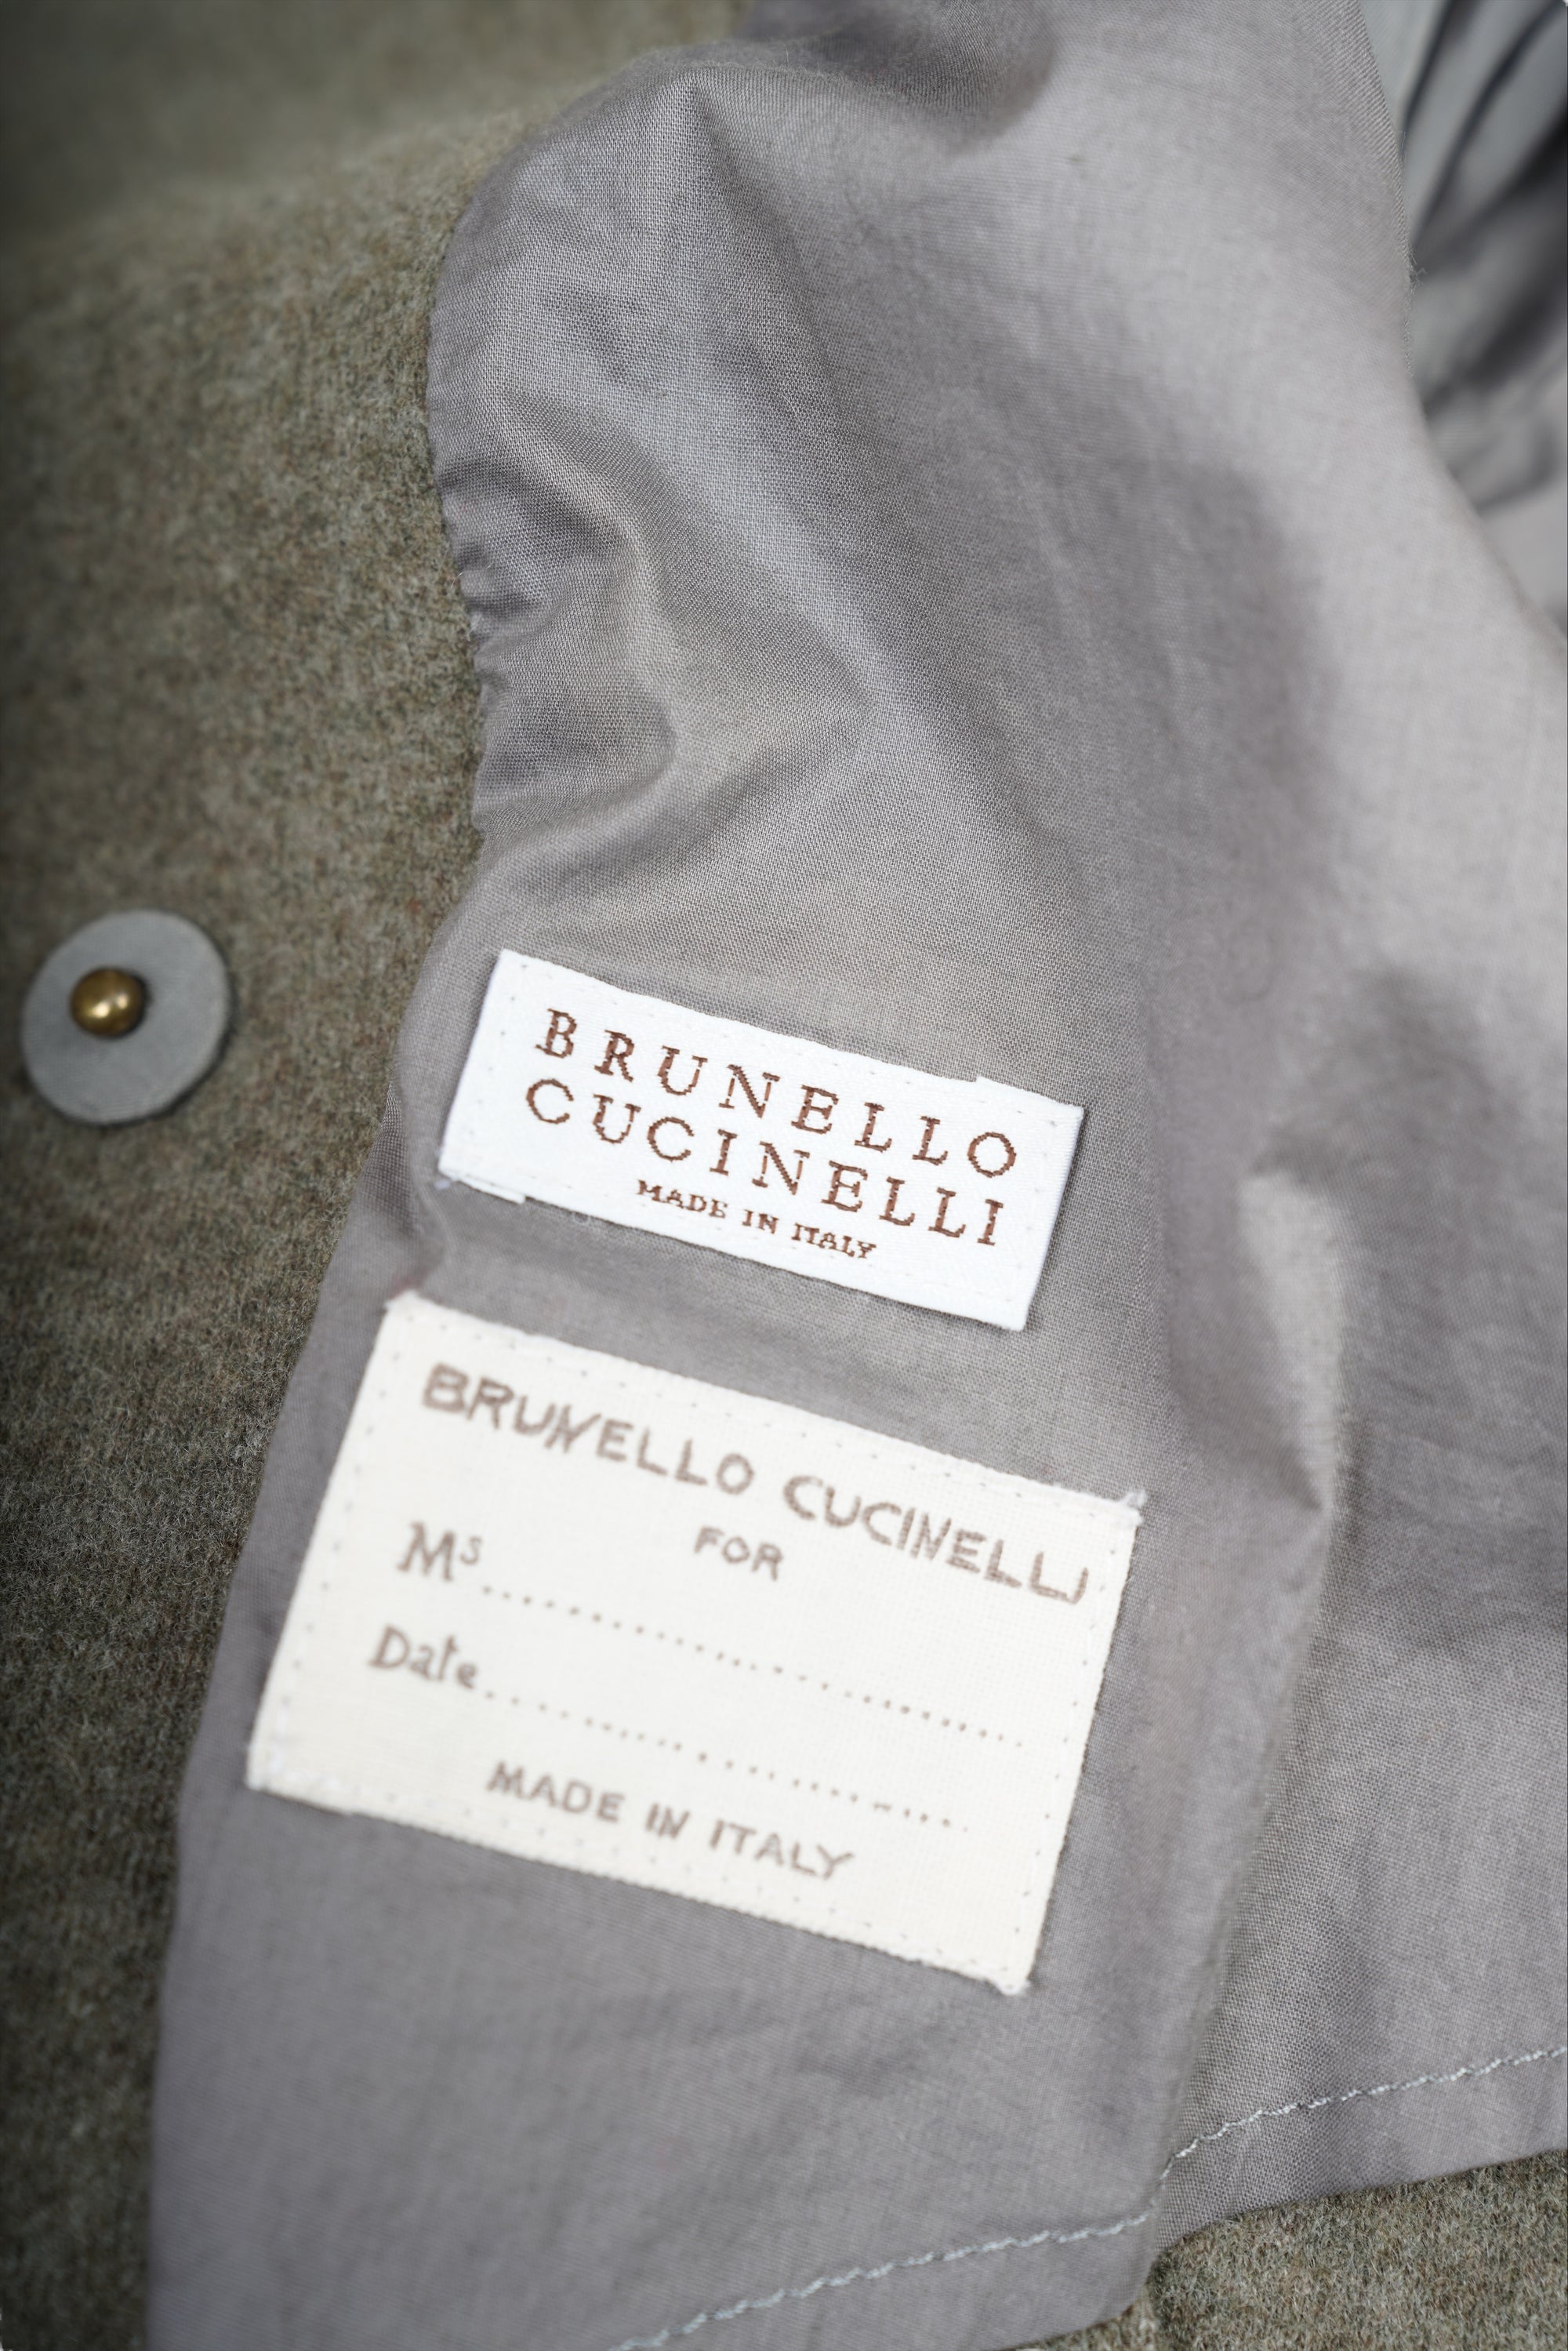 BRUNELLO
CUCINELLI
MADE IN ITALY
BRUNELLO CUCINELLI
FOR
Ms..............................
Date..............................
MADE IN ITALY